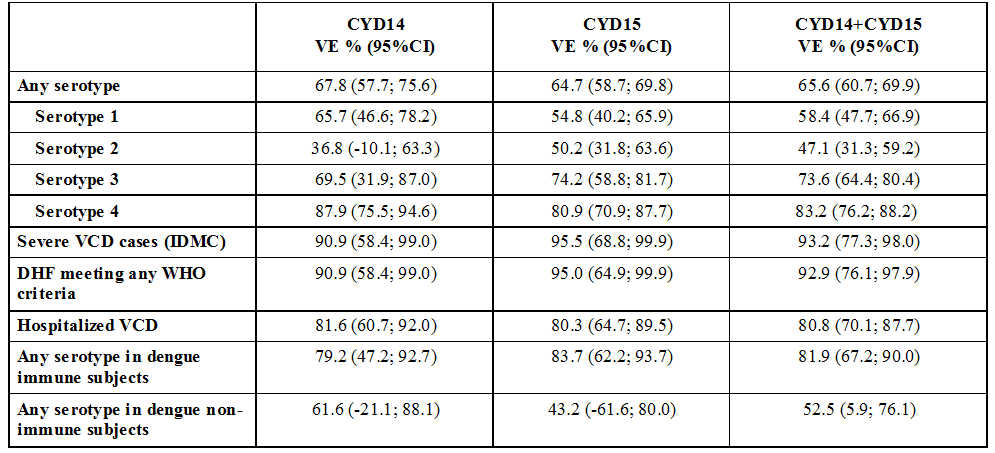 CYD14 VE % (95%CI) CYD15 VE % (95%CI) CYD14+CYD15 VE % (95%CI)
Any serotype 67.8 (57.7; 75.6) 64.7 (58.7; 69.8) 65.6 (60.7; 69.9)
Serotype 1 65.7 (46.6; 78.2) 54.8 (40.2; 65.9) 58.4 (47.7; 66.9)
Serotype 2 36.8 (-10.1; 63.3) 50.2 (31.8; 63.6) 47.1 (31.3; 59.2)
Serotype 3 69.5 (31.9; 87.0) 74.2 (58.8; 81.7) 73.6 (64.4; 80.4)
Serotype 4 87.9 (75.5; 94.6) 80.9 (70.9; 87.7) 83.2 (76.2; 88.2)
Severe VCD cases (IDMC) 90.9 (58.4; 99.0) 95.5 (68.8; 99.9) 93.2 (77.3; 98.0)
DHF meeting any WHO criteria 90.9 (58.4; 99.0) 95.0 (64.9; 99.9) 92.9 (76.1; 97.9)
Hospitalized VCD 81.6 (60.7; 92.0) 80.3 (64.7; 89.5) 80.8 (70.1; 87.7)
Any serotype in dengue immune subjects 79.2 (47.2; 92.7) 83.7 (62.2; 93.7) 81.9 (67.2; 90.0)
Any serotype in dengue non-immune subjects 61.6 (-21.1; 88.1) 43.2 (-61.6; 80.0) 52.5 (5.9; 76.1)